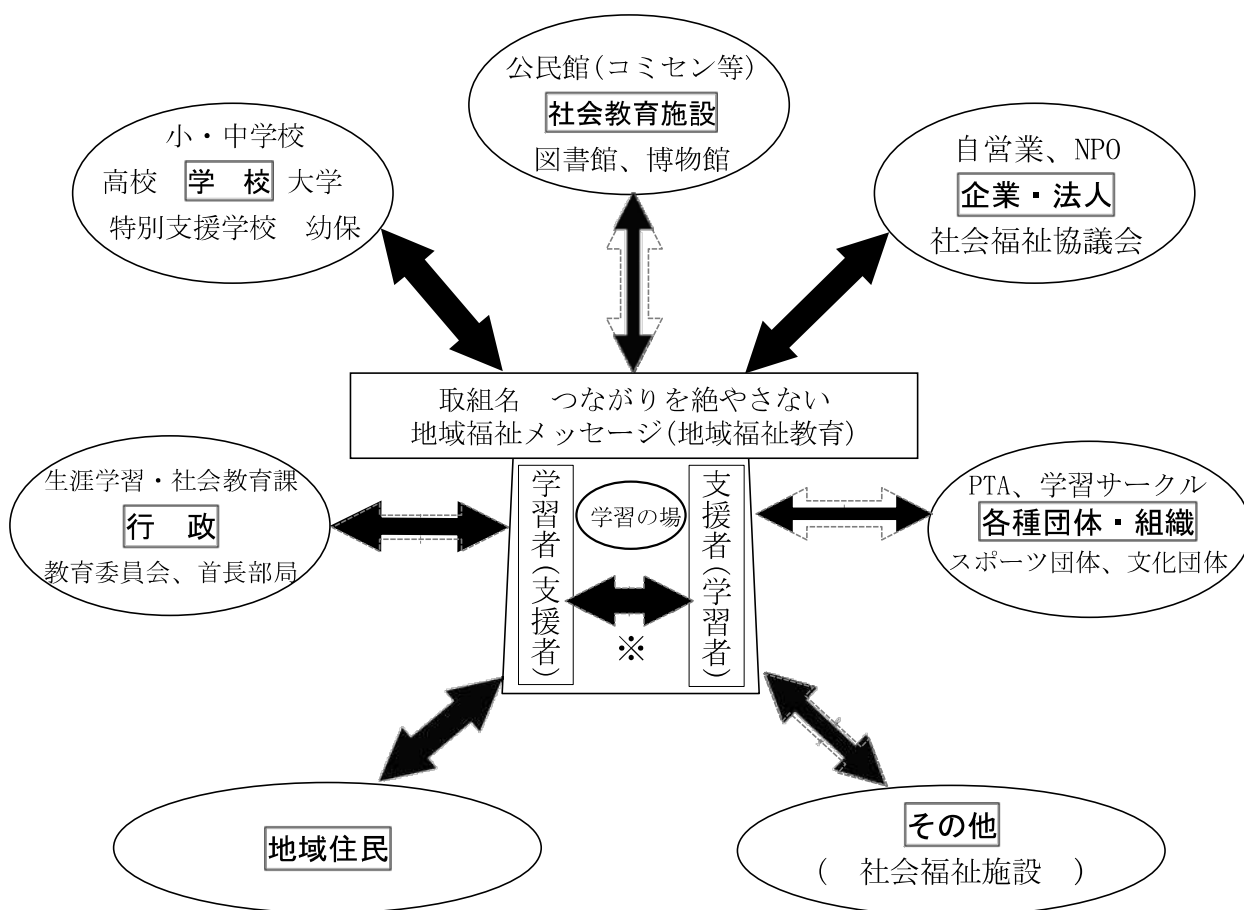 公民館(コミセン等)
社会教育施設
図書館、博物館
小・中学校
高校 学 校 大学
特別支援学校 幼保
自営業、NPO
企業・法人
社会福祉協議会
取組名 つながりを絶やさない
地域福祉メッセージ(地域福祉教育)
生涯学習・社会教育課
行 政
教育委員会、首長部局
学習者(支援者)
学習の場
※
支援者(学習者)
PTA、学習サークル
各種団体・組織
スポーツ団体、文化団体
地域住民
その他
( 社会福祉施設 )